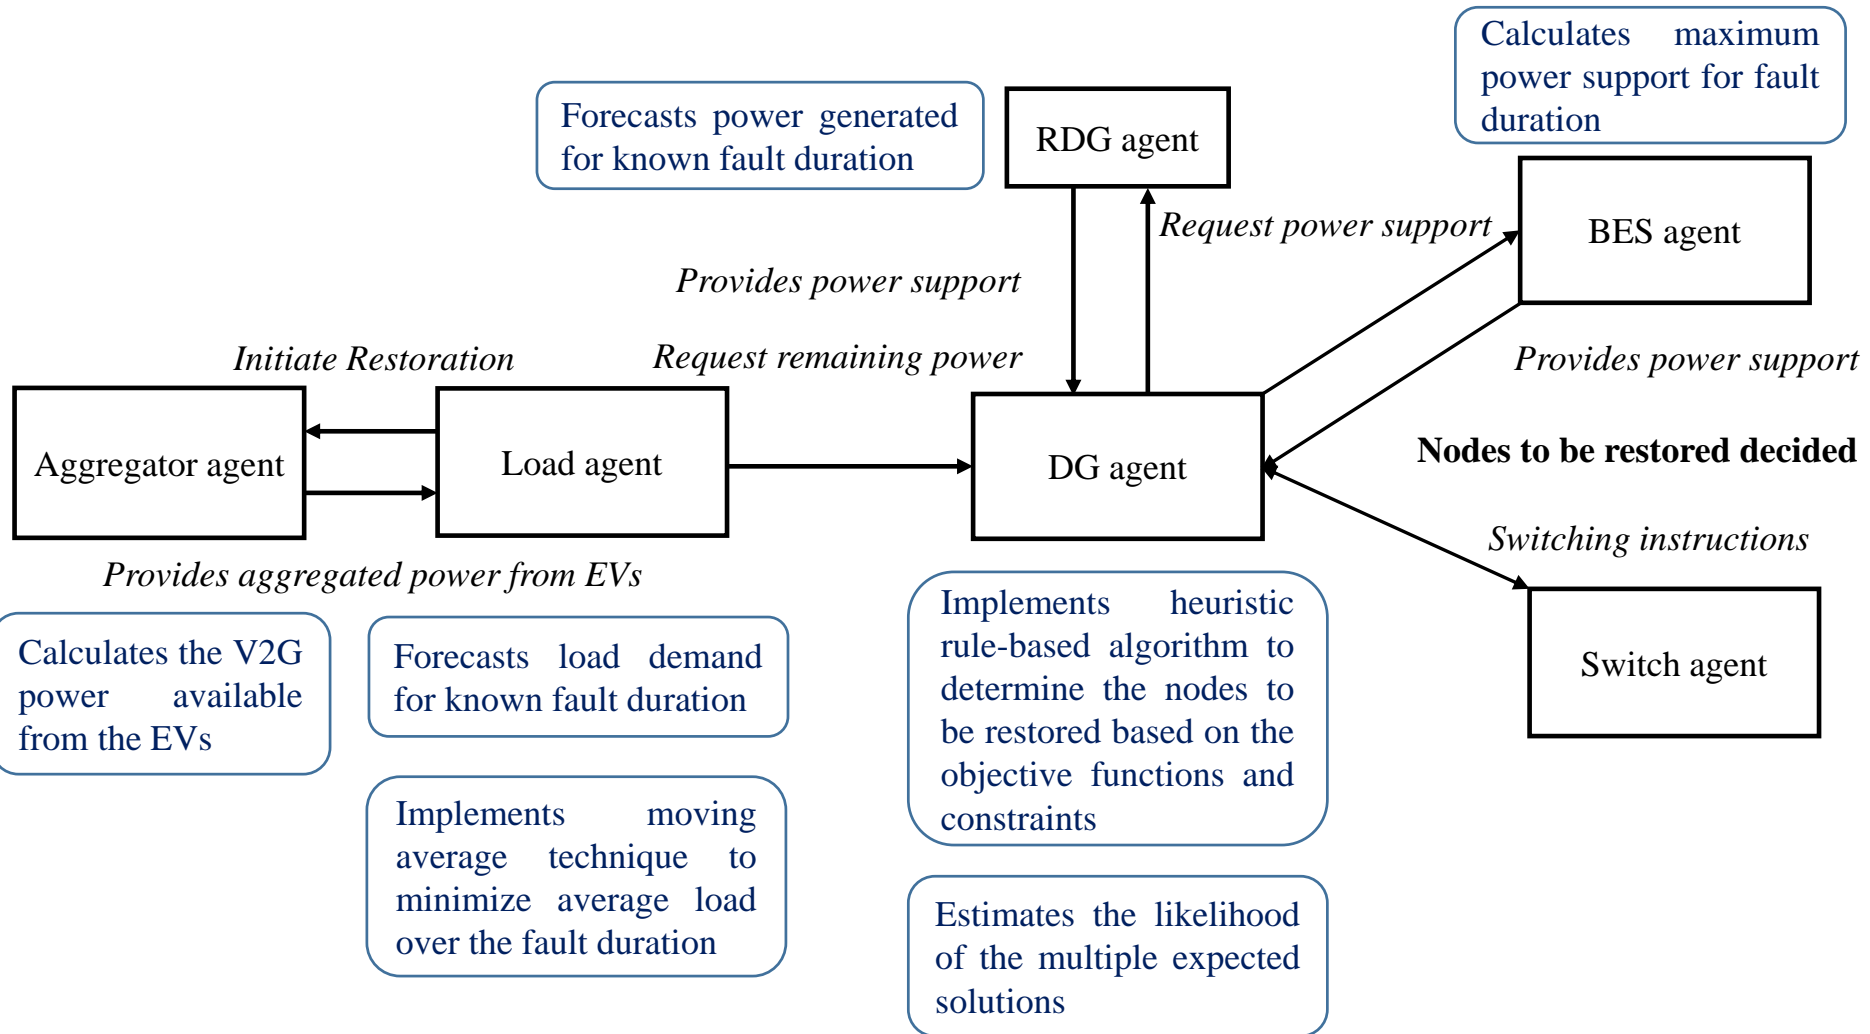 Calculates maximum
power support for fault
duration
Forecasts power generated
for known fault duration
RDG agent
Request power support
BES agent
Provides power support
Initiate Restoration
Request remaining power
Provides power support
Aggregator agent
Load agent
DG agent
Nodes to be restored decided
Switching instructions
Provides aggregated power from EVs
Switch agent
Calculates the V2G
power available
from the EVs
Forecasts load demand
for known fault duration
Implements heuristic
rule-based algorithm to
determine the nodes to
be restored based on the
objective functions and
constraints
Implements moving
average technique to
minimize average load
over the fault duration
Estimates the likelihood
of the multiple expected
solutions